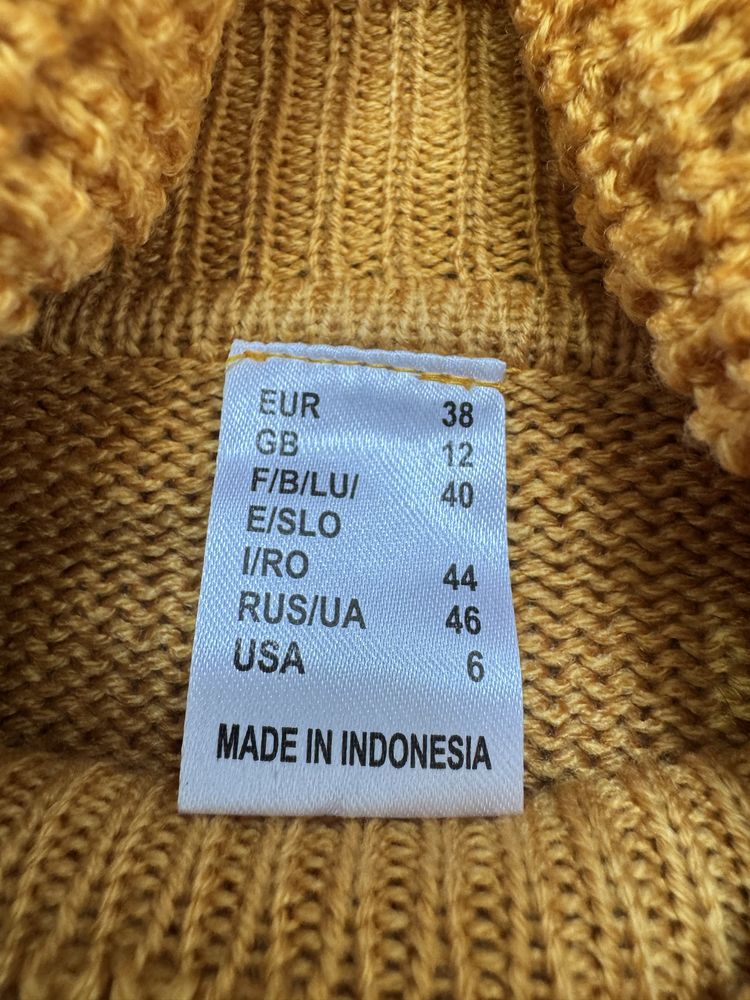 EUR 38
GB 12
F/B/LU/ 40
E/SLO
I/RO 44
RUS/UA 46
USA 6
MADE IN INDONESIA